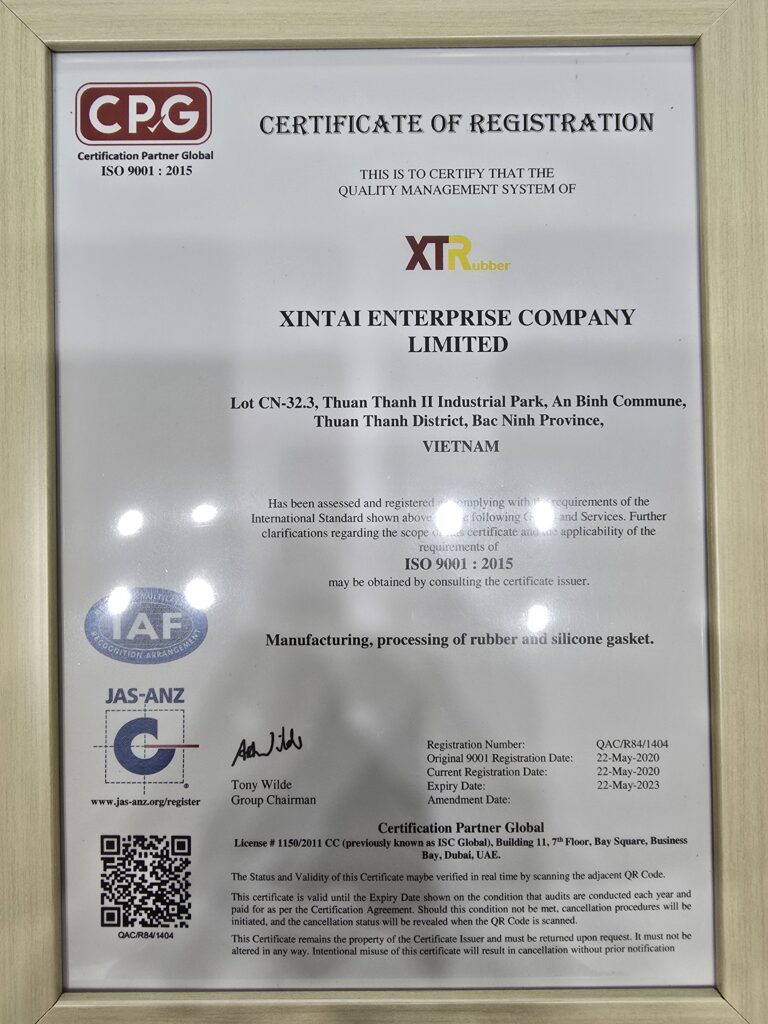 CPG
Certification Partner Global
ISO 9001 : 2015
CERTIFICATE OF REGISTRATION
THIS IS TO CERTIFY THAT THE
QUALITY MANAGEMENT SYSTEM OF
XTRubber
XINTAI ENTERPRISE COMPANY
LIMITED
Lot CN-32.3, Thuan Thanh II Industrial Park, An Binh Commune,
Thuan Thanh District, Bac Ninh Province,
VIETNAM
Has been assessed and registered complying with the requirements of the
International Standard shown above following and Services. Further
clarifications regarding the scope certificate and the applicability of the
requirements of
ISO 9001 : 2015
may be obtained by consulting the certificate issuer.
Manufacturing, processing of rubber and silicone gasket.
IAF
RECOGNITION ARRANGEMENT
JAS-ANZ
www.jas-anz.org/register
Tony Wilde
Group Chairman
Registration Number: QAC/R84/1404
Original 9001 Registration Date: 22-May-2020
Current Registration Date: 22-May-2020
Expiry Date: 22-May-2023
Amendment Date:
QAC/R84/1404
Certification Partner Global
License # 1150/2011 CC (previously known as ISC Global), Building 11, 7th Floor, Bay Square, Business
Bay, Dubai, UAE.
The Status and Validity of this Certificate maybe verified in real time by scanning the adjacent QR Code.
This certificate is valid until the Expiry Date shown on the condition that audits are conducted each year and
paid for as per the Certification Agreement. Should this condition not be met, cancellation procedures will be
initiated, and the cancellation status will be revealed when the QR Code is scanned.
This Certificate remains the property of the Certificate Issuer and must be returned upon request. It must not be
altered in any way. Intentional misuse of this certificate will result in cancellation without prior notification